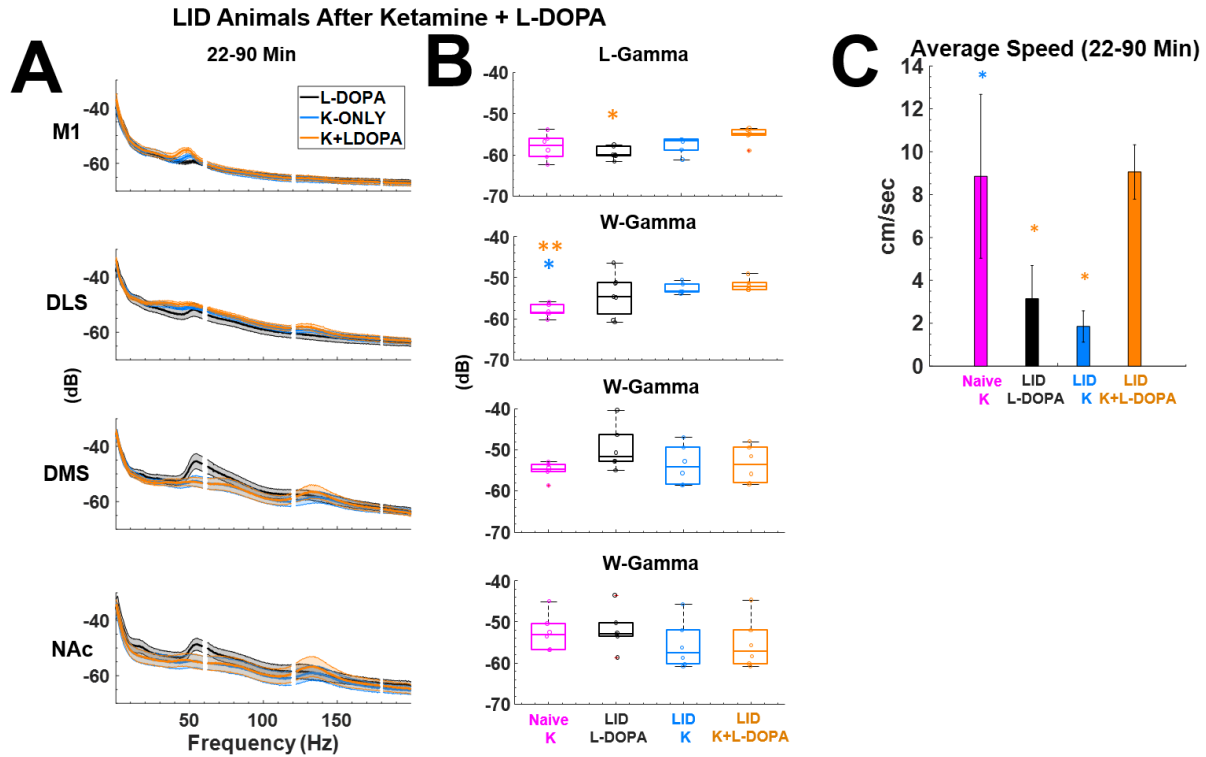 LID Animals After Ketamine + L-DOPA
A
22-90 Min
L-DOPA
K-ONLY
K+LDOPA
M1
-40
-60
DLS
-40
-60
(dB)
DMS
-40
-60
NAc
-40
-60
50
100
150
Frequency (Hz)
B
L-Gamma
-40
-50
-60
-70
*
W-Gamma
-40
-50
-60
-70
**
*
(dB)
W-Gamma
-40
-50
-60
-70
W-Gamma
-40
-50
-60
-70
Naive LID LID LID
K L-DOPA K K+L-DOPA
C
Average Speed (22-90 Min)
14
12
10
8
6
4
2
0
cm/sec
*
*
*
Naive LID LID LID
K L-DOPA K K+L-DOPA